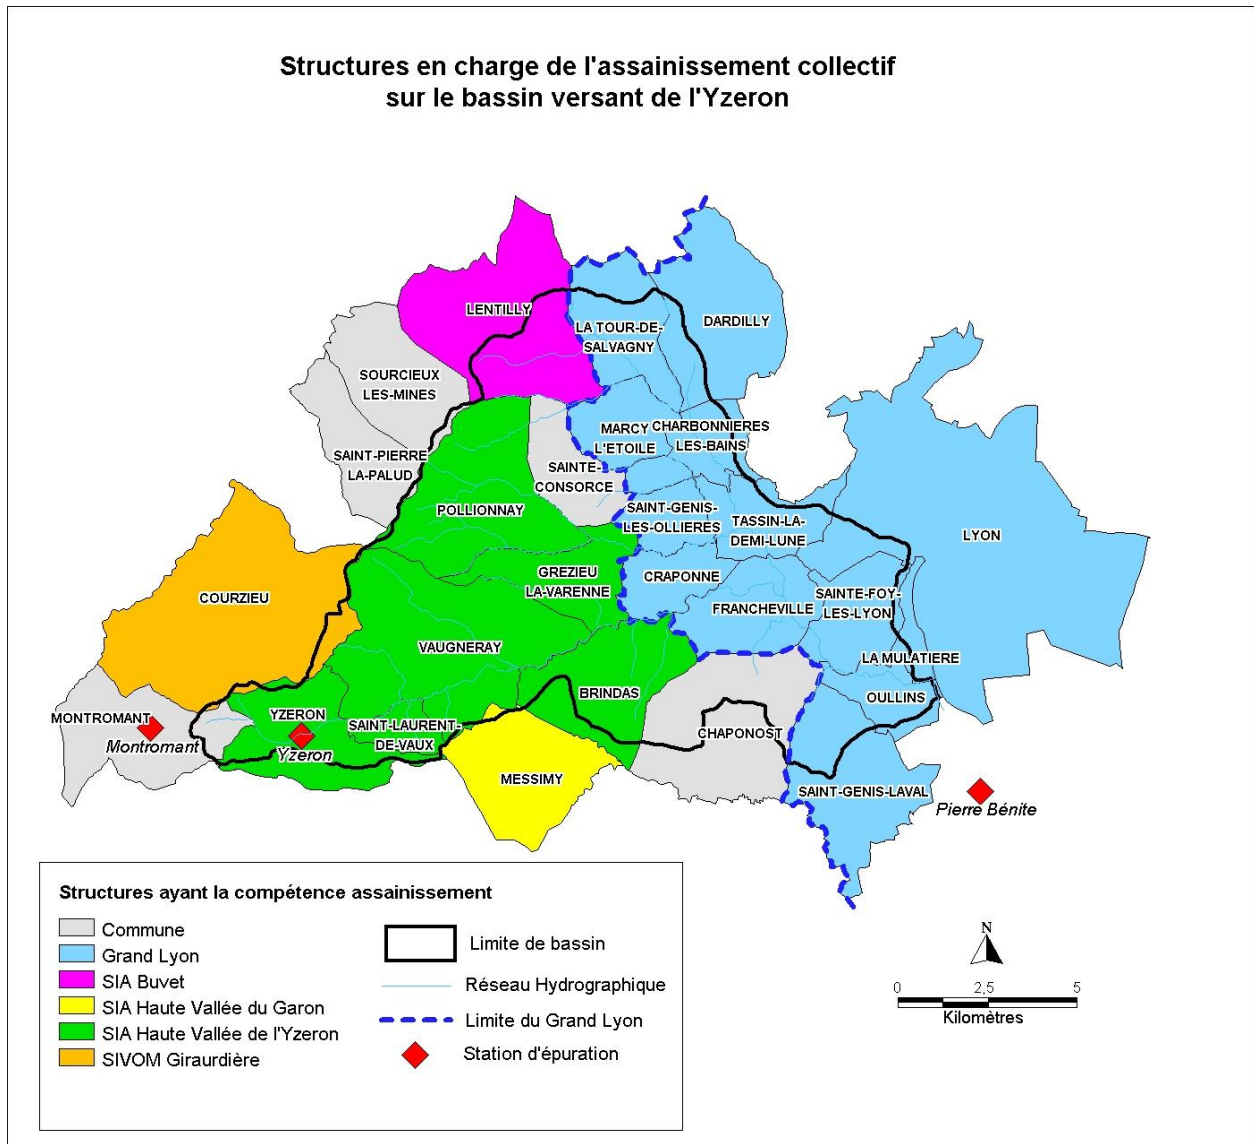 Structures en charge de l'assainissement collectif
sur le bassin versant de l'Yzeron
LENTILLY
LA TOUR-DE-
SALVAGNY
DARDILLY
SOURCIEUX
LES-MINES
MARCY
L'ETOILE
CHARBONNIERES
LES-BAINS
SAINT-PIERRE
LA-PALUD
SAINTE-
CONSORCE
POLLIONNAY
SAINT-GENIS-
LES-OLLIERES
TASSIN-LA-
DEMI-LUNE
LYON
GREZIEU
LA-VARENNE
CRAPONNE
COURZIEU
FRANCHEVILLE
SAINTE-FOY-
LES-LYON
VAUGNERAY
LA MULATIERE
OULLINS
BRINDAS
MONTROMANT
Montromant
YZERON
Yzeron
SAINT-LAURENT-
DE-VAUX
CHAPONOST
MESSIMY
SAINT-GENIS-LAVAL
Pierre Bénite
Structures ayant la compétence assainissement
Commune
Grand Lyon
SIA Buvet
SIA Haute Vallée du Garon
SIA Haute Vallée de l'Yzeron
SIVOM Giraurdière
Limite de bassin
Réseau Hydrographique
Limite du Grand Lyon
Station d'épuration
N
0 2,5 5
Kilomètres